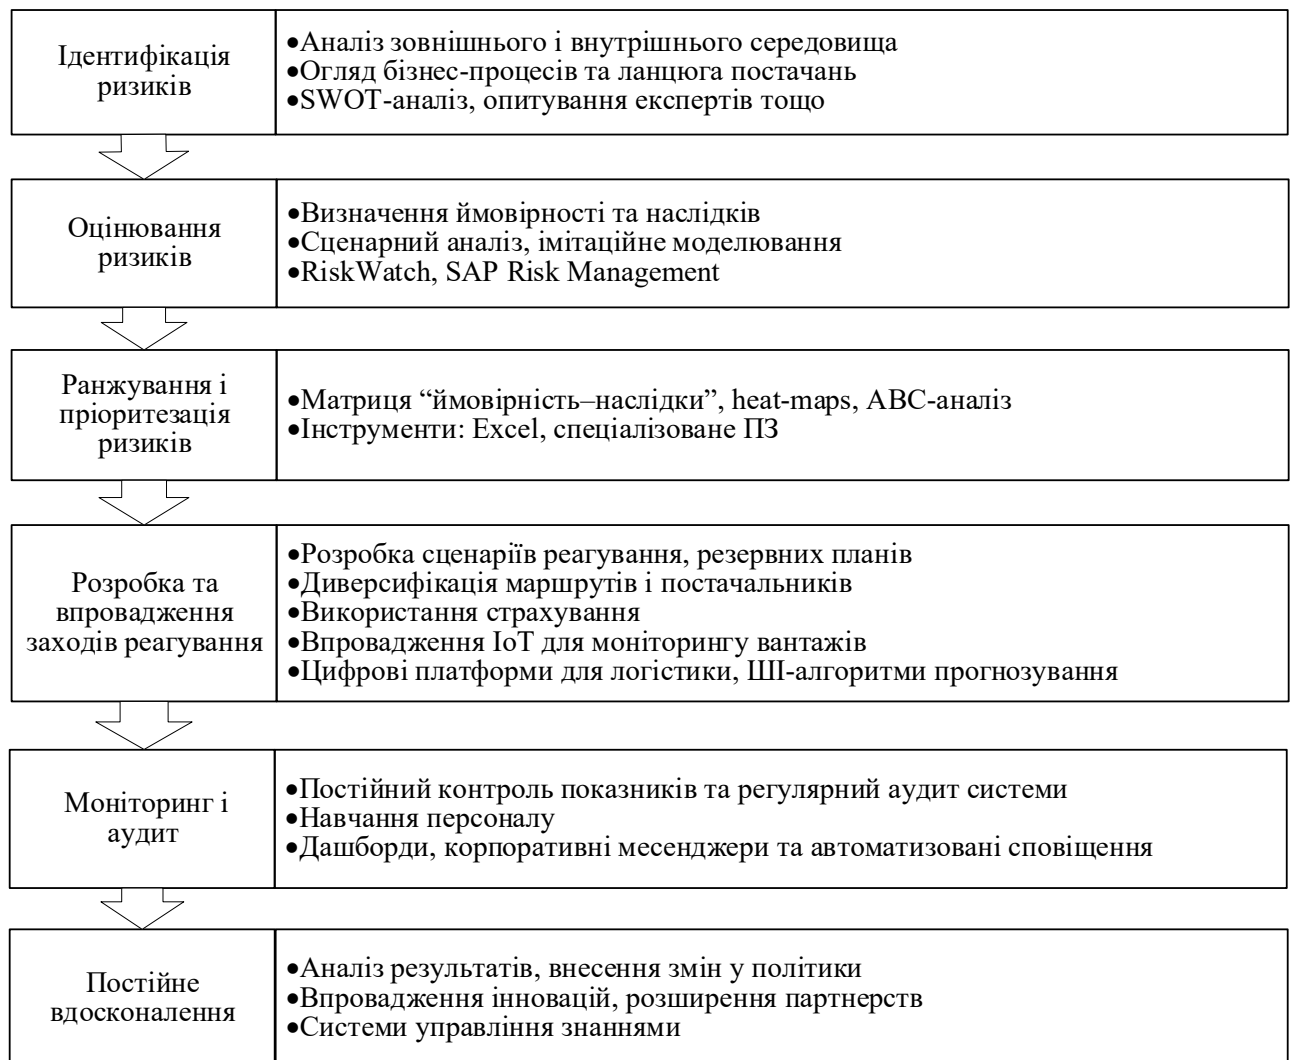 Ідентифікація
ризиків
•Аналіз зовнішнього і внутрішнього середовища
•Огляд бізнес-процесів та ланцюга постачань
•SWOT-аналіз, опитування експертів тощо
Оцінювання
ризиків
•Визначення ймовірності та наслідків
•Сценарний аналіз, імітаційне моделювання
•RiskWatch, SAP Risk Management
Ранжування і
пріоритезація
ризиків
•Матриця “ймовірність–наслідки”, heat-maps, ABC-аналіз
•Інструменти: Excel, спеціалізоване ПЗ
Розробка та
впровадження
заходів реагування
•Розробка сценаріїв реагування, резервних планів
•Диверсифікація маршрутів і постачальників
•Використання страхування
•Впровадження IoT для моніторингу вантажів
•Цифрові платформи для логістики, ШІ-алгоритми прогнозування
Моніторинг і
аудит
•Постійний контроль показників та регулярний аудит системи
•Навчання персоналу
•Дашборди, корпоративні месенджери та автоматизовані сповіщення
Постійне
вдосконалення
•Аналіз результатів, внесення змін у політики
•Впровадження інновацій, розширення партнерств
•Системи управління знаннями